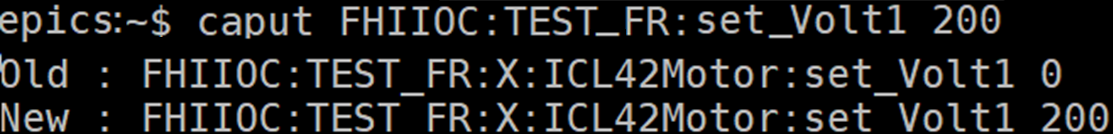 epics:~$ caput FHIIOC:TEST_FR:set_Volt1 200
Old : FHIIOC:TEST_FR:X:ICL42Motor:set_Volt1 0
New : FHIIOC:TEST_FR:X:ICL42Motor:set_Volt1 200